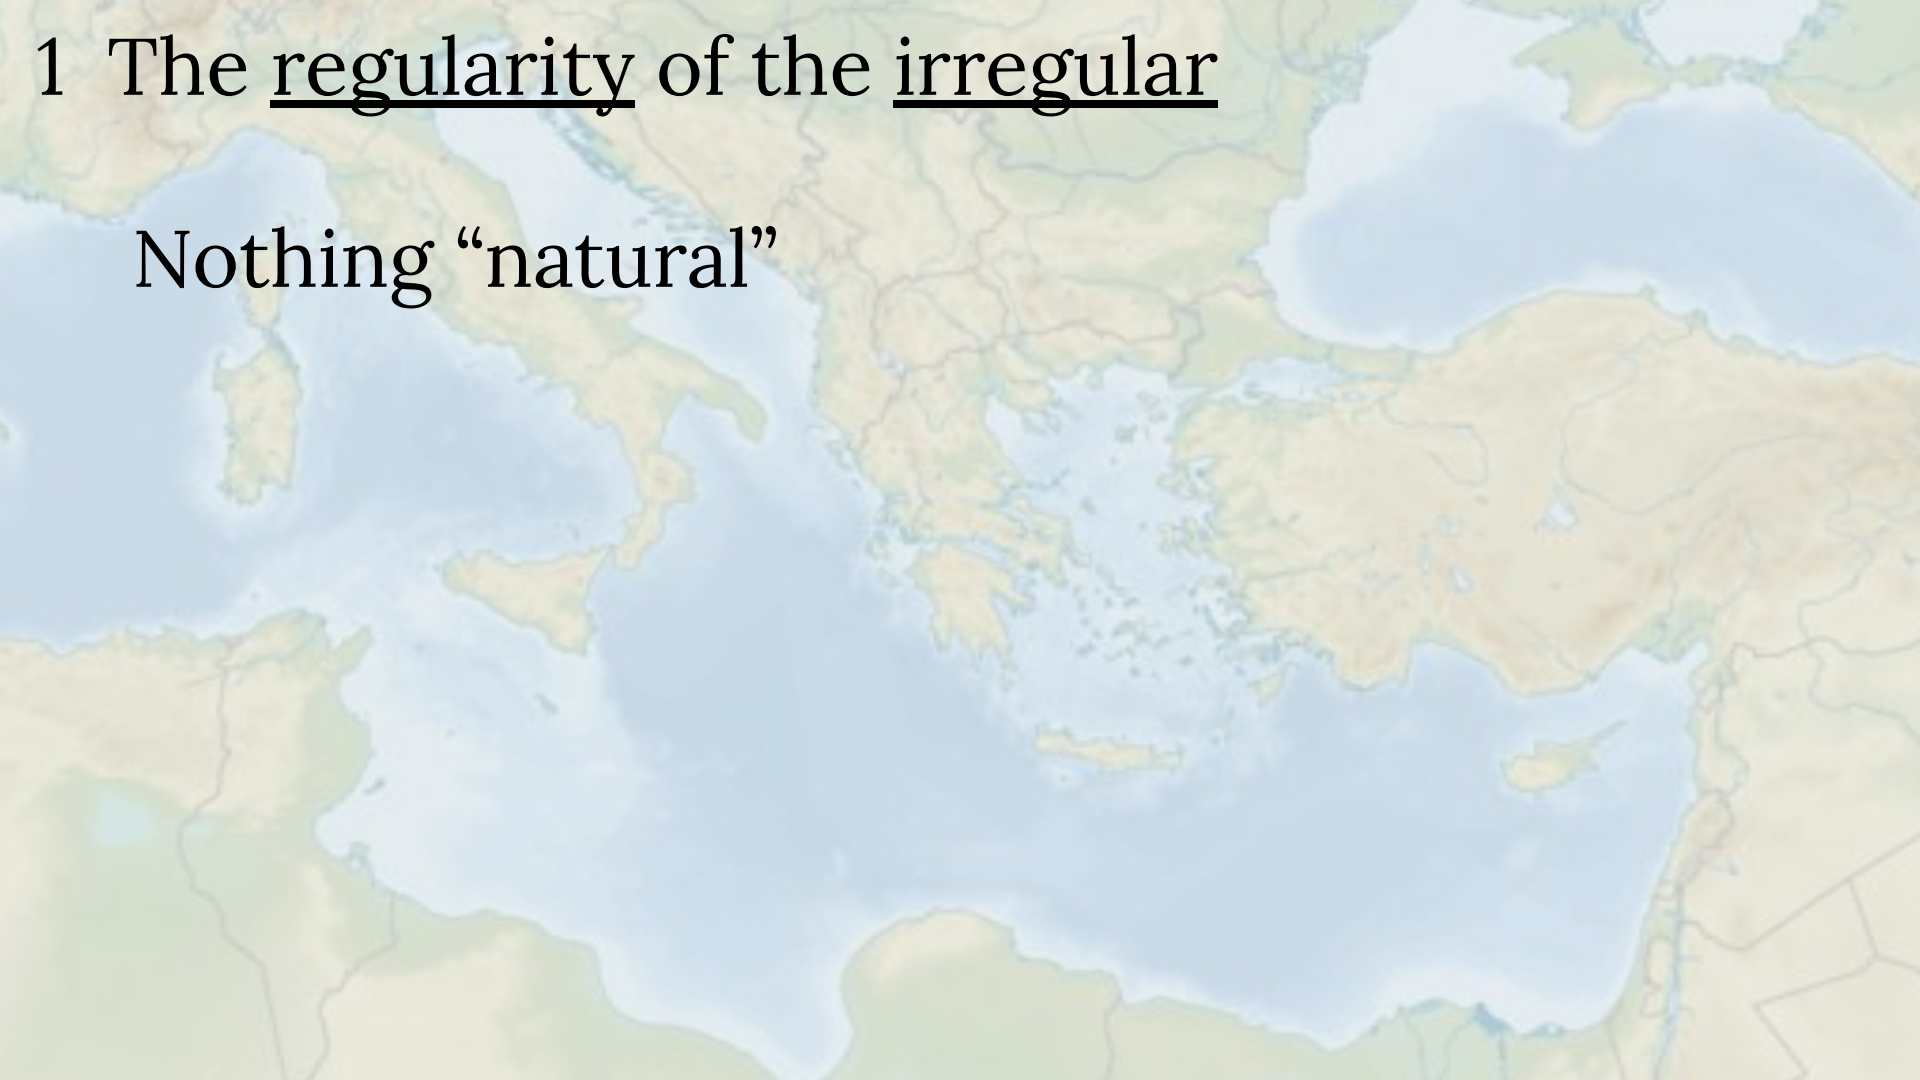 1 The regularity of the irregular
Nothing “natural”